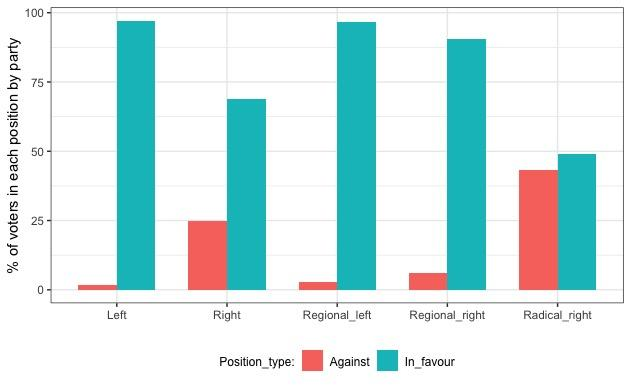 % of voters in each position by party
100
75
50
25
0
Left Right Regional_left Regional_right Radical_right
Position_type: Against In_favour